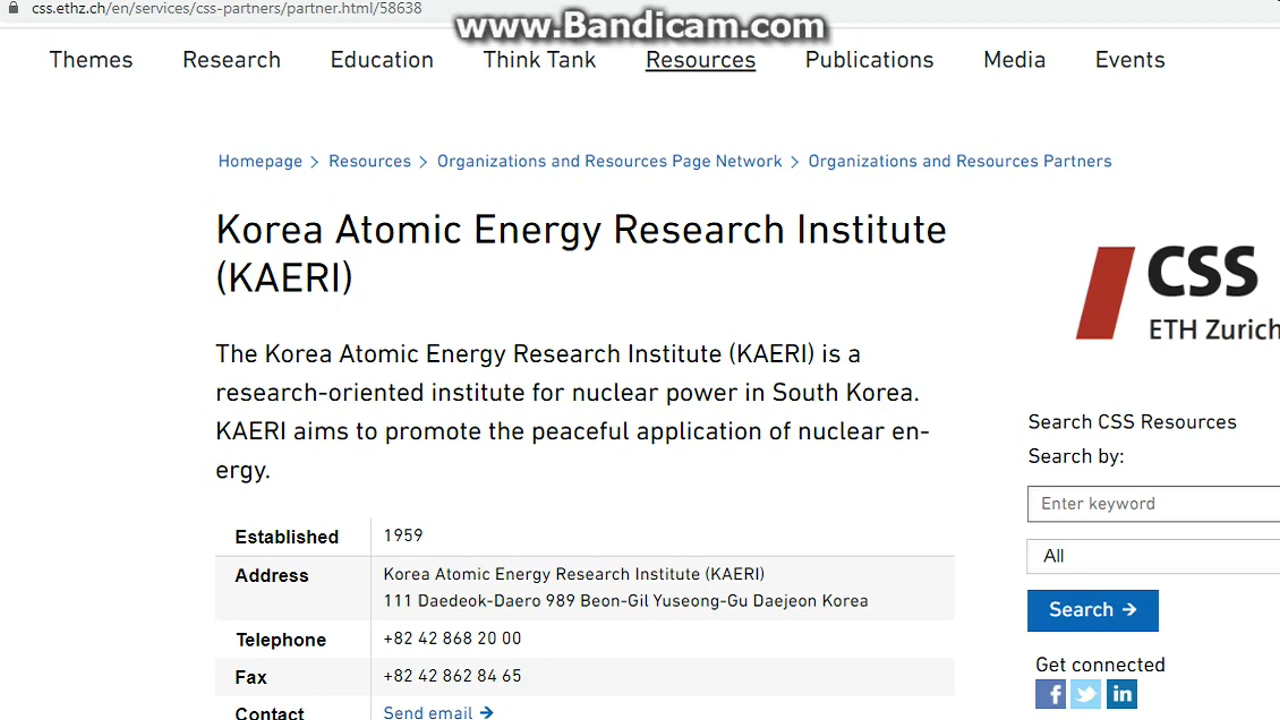 css.ethz.ch/en/services/css-partners/partner.html/58638
www.Bandicam.com
Themes Research Education Think Tank Resources Publications Media Events
Homepage > Resources > Organizations and Resources Page Network > Organizations and Resources Partners
Korea Atomic Energy Research Institute
(KAERI)
CSS
ETH Zurich
The Korea Atomic Energy Research Institute (KAERI) is a
research-oriented institute for nuclear power in South Korea.
KAERI aims to promote the peaceful application of nuclear en-
ergy.
Established 1959
Address Korea Atomic Energy Research Institute (KAERI)
111 Daedeok-Daero 989 Beon-Gil Yuseong-Gu Daejeon Korea
Telephone +82 42 868 20 00
Fax +82 42 862 84 65
Contact Send email →
Search CSS Resources
Search by:
Enter keyword
All
Search →
Get connected
f in